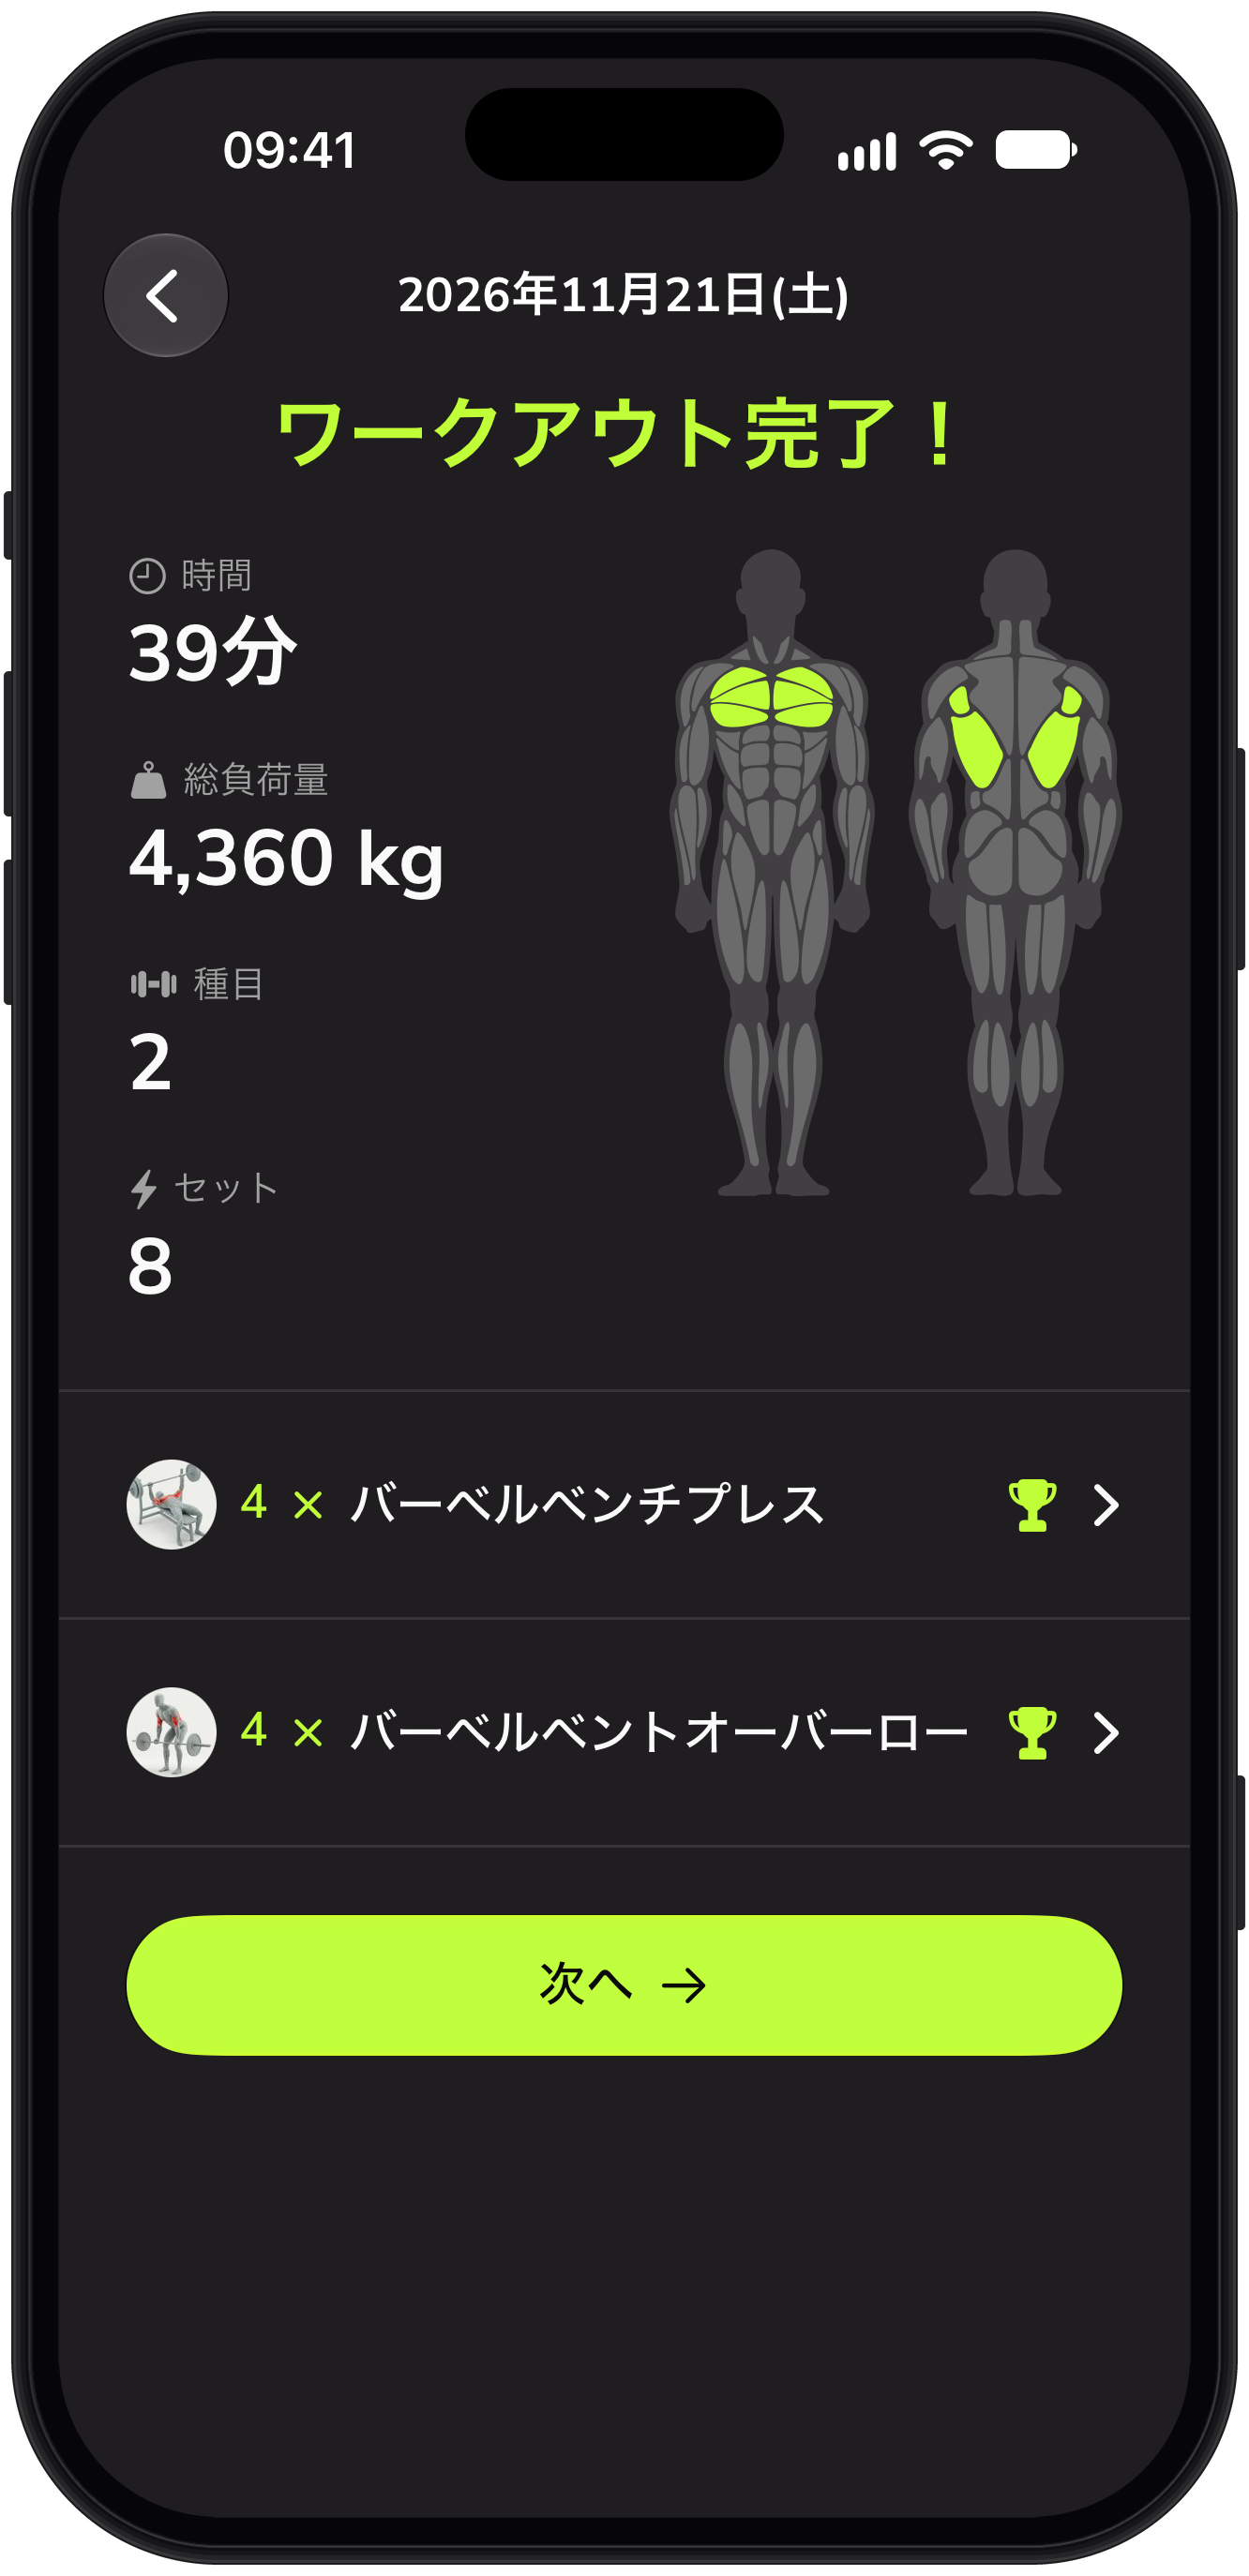 09:41
2026年11月21日(土)
ワークアウト完了！
時間
39分
総負荷量
4,360 kg
種目
2
セット
8
4 × バーベルベンチプレス
4 × バーベルベントオーバーロー
次へ →